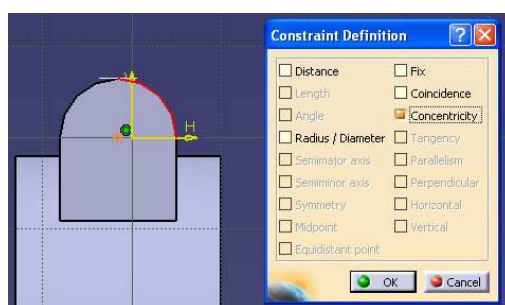 Constraint Definition
Distance
Fix
Length
Coincidence
Angle
Concentricity
Radius / Diameter
Tangency
Semimajor axis
Parallelism
Semiminor axis
Perpendicular
Symmetry
Horizontal
Midpoint
Vertical
Equidistant point
OK
Cancel
H